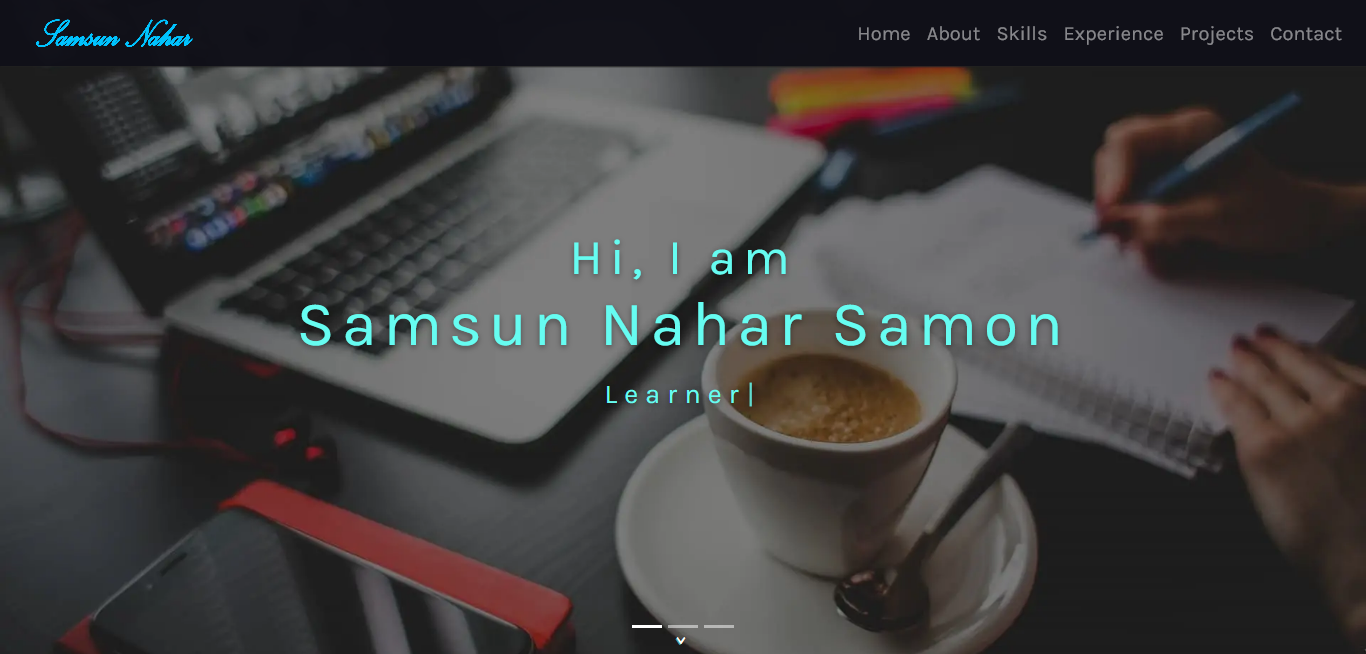 Samsun Nahar
Home About Skills Experience Projects Contact
Hi, I am
Samsun Nahar Samon
Learner|